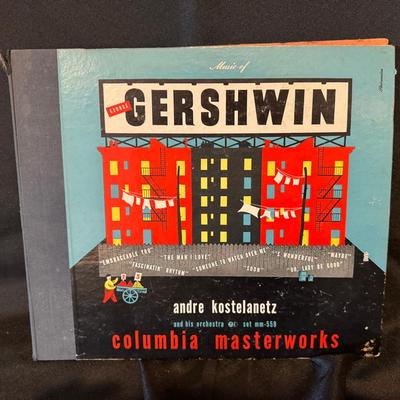 Music of
GEORGE
GERSHWIN
"EMBRACEABLE YOU" "THE MAN I LOVE" "'S WONDERFUL" "MAYBE"
"FASCINATIN' RHYTHM" "SOMEONE TO WATCH OVER ME" "SOON" "OH, LADY BE GOOD"
andre kostelanetz
and his orchestra set mm-559
columbia masterworks